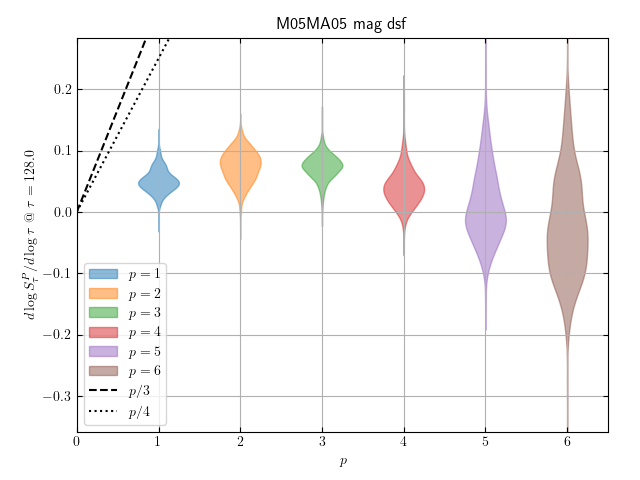 M05MA05 mag dsf
d log S_τ^P / d log τ @ τ = 128.0
0.2
0.1
0.0
−0.1
−0.2
−0.3
p = 1
p = 2
p = 3
p = 4
p = 5
p = 6
p/3
p/4
0 1 2 3 4 5 6
p